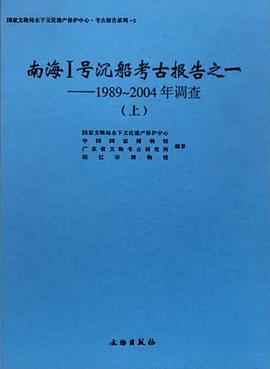 国家文物局水下文化遗产保护中心·考古报告系列-2
南海Ⅰ号沉船考古报告之一
——1989~2004年调查
（上）
国家文物局水下文化遗产保护中心
中国国家博物馆
广东省文物考古研究所
阳江市博物馆
编著
文物出版社